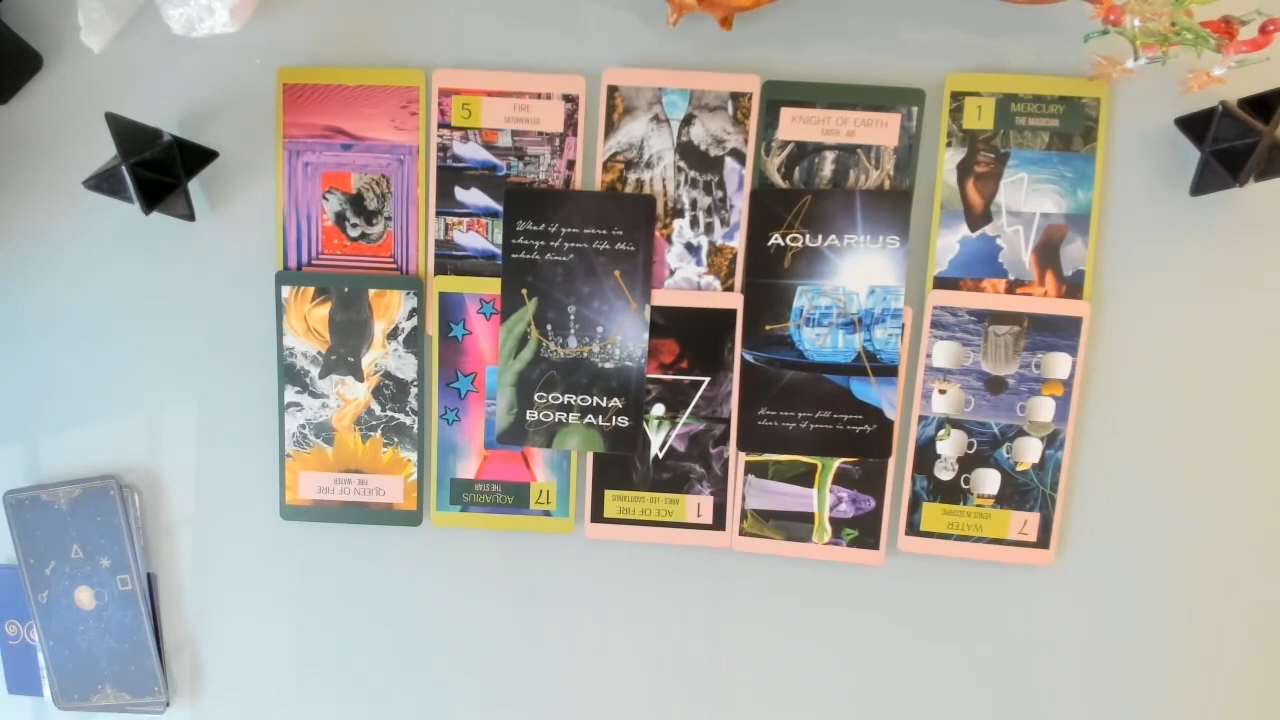 5
FIRE
SATURN IN LEO
KNIGHT OF EARTH
EARTH - AIR
1
MERCURY
THE MAGICIAN
What if you were in
charge of your life this
whole time?
CORONA
BOREALIS
AQUARIUS
How can you fill anyone
else's cup if yours is empty?
QUEEN OF FIRE
FIRE - WATER
17
AQUARIUS
THE STAR
1
ACE OF FIRE
ARIES - LEO - SAGITTARIUS
7
WATER
VENUS IN SCORPIO